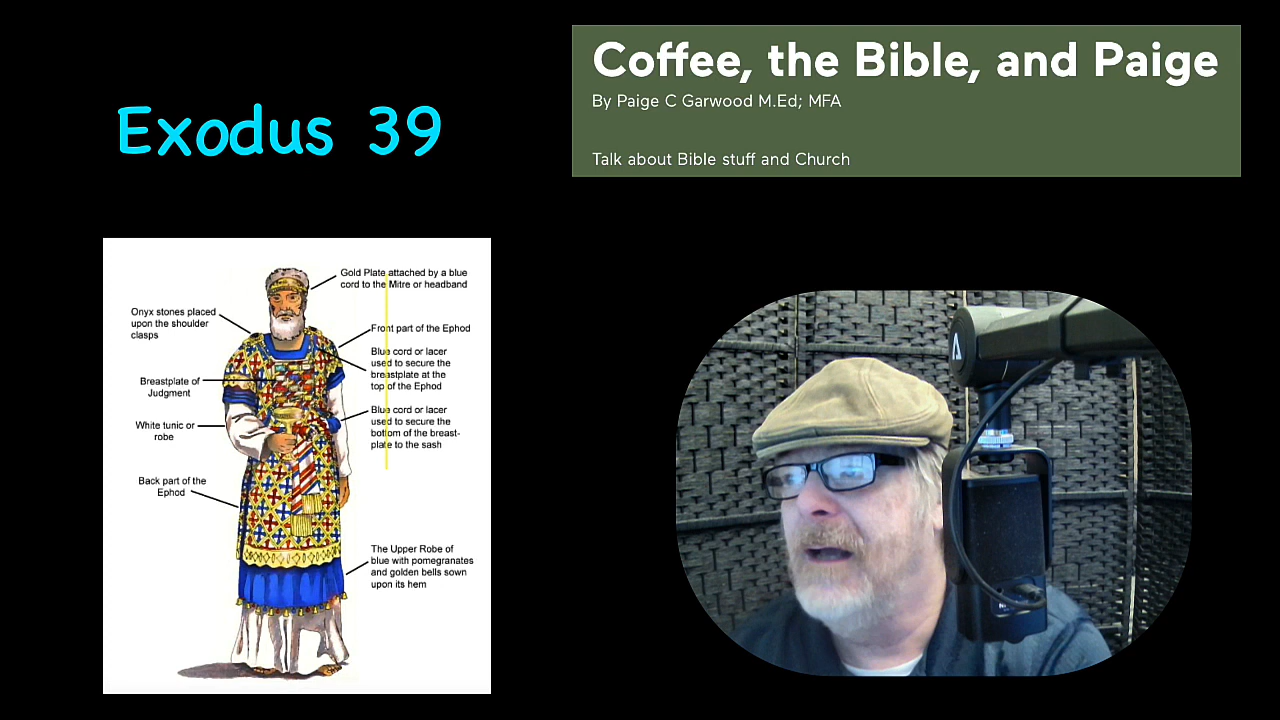 Exodus 39
Coffee, the Bible, and Paige
By Paige C Garwood M.Ed; MFA
Talk about Bible stuff and Church
Gold Plate attached by a blue
cord to the Mitre or headband
Onyx stones placed
upon the shoulder
clasps
Front part of the Ephod
Blue cord or lacer
used to secure the
breastplate at the
top of the Ephod
Breastplate of
Judgment
Blue cord or lacer
used to secure the
bottom of the breast-
plate to the sash
White tunic or
robe
Back part of the
Ephod
The Upper Robe of
blue with pomegranates
and golden bells sown
upon its hem